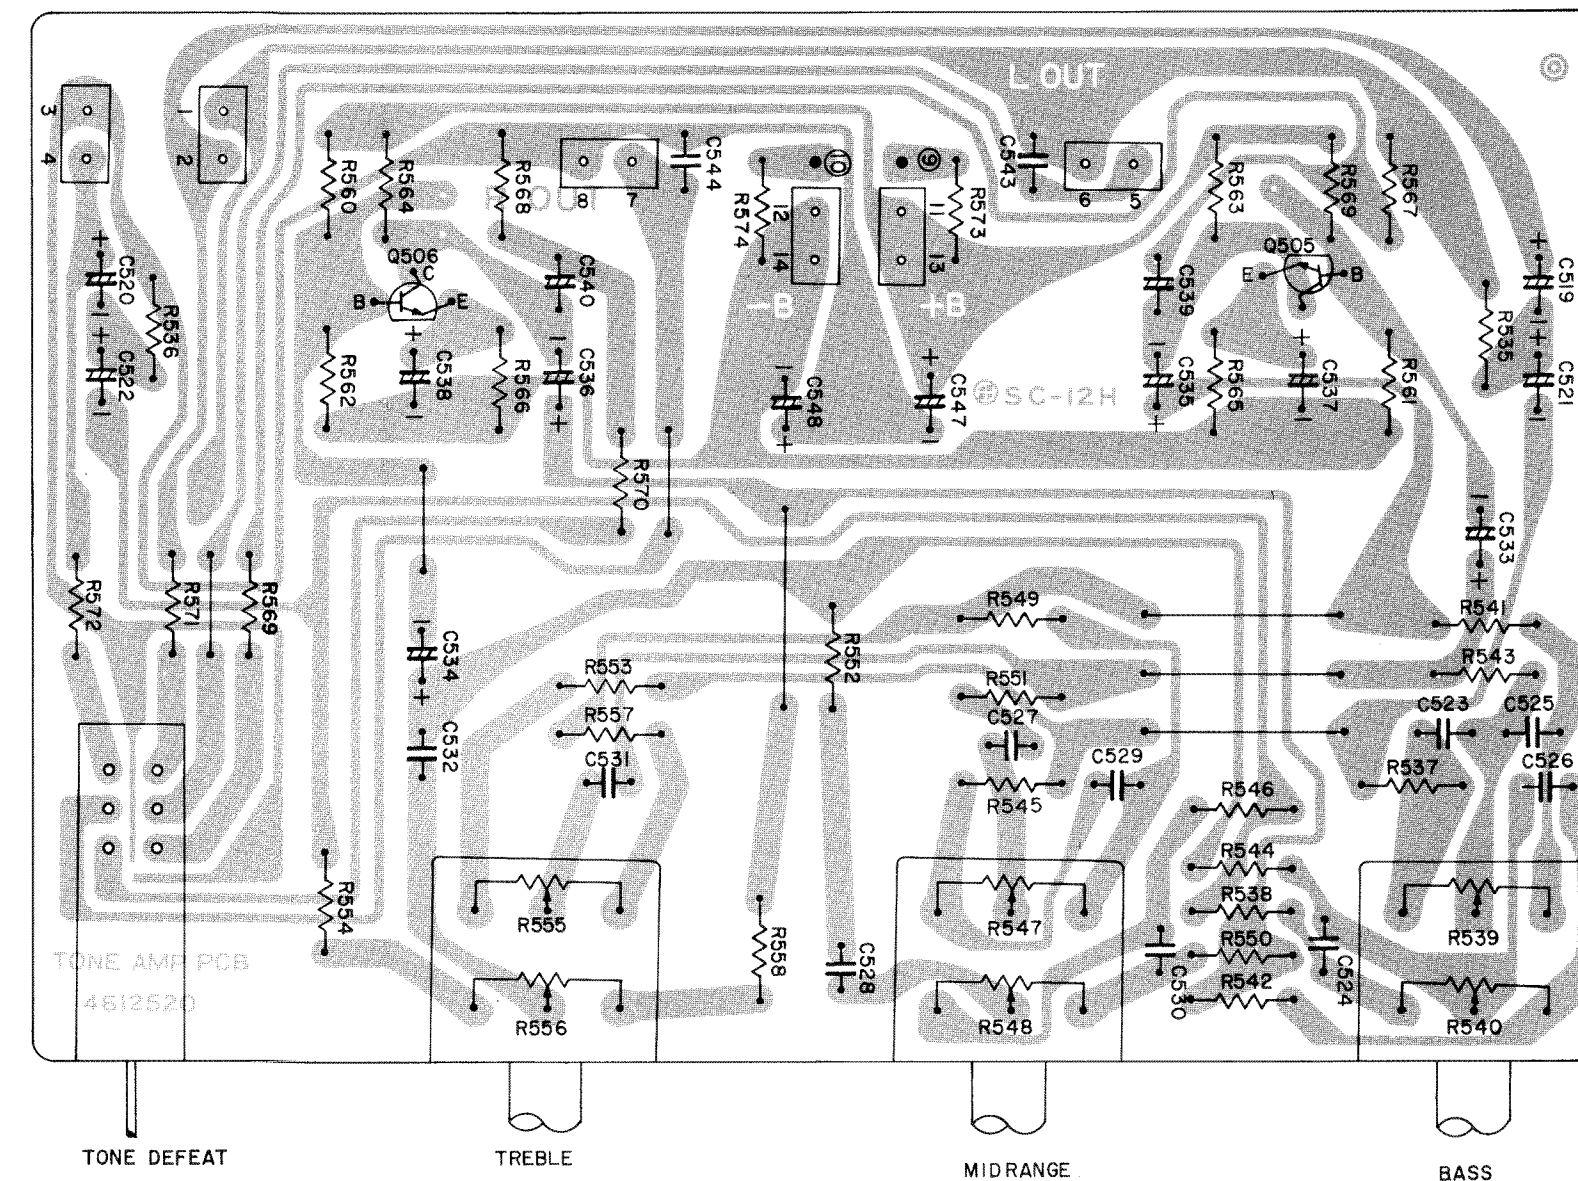 L OUT
3
4
1
2
R560
R564
R568
R OUT
8
7
C544
R574
10
12
14
9
11
13
R573
C543
6
5
R563
R569
R567
+
C520
I
+
C522
I
R536
Q506
C
B
E
+
C538
I
R562
R566
C540
I
C536
+
−B
+B
I
C548
+
+
C547
I
SC-12H
C539
I
C535
+
R565
Q505
E
B
+
C537
I
R561
R535
+
C519
I
+
C521
I
R570
I
C533
+
R572
R571
R569
I
C534
+
C532
R553
R557
C531
R552
R549
R551
C527
R545
C529
R541
R543
C523
C525
C526
R537
R546
R544
R538
R550
R542
C530
C524
R554
R555
R556
R558
C528
R547
R548
R539
R540
TONE AMP PCB
4612520
TONE DEFEAT
TREBLE
MIDRANGE
BASS